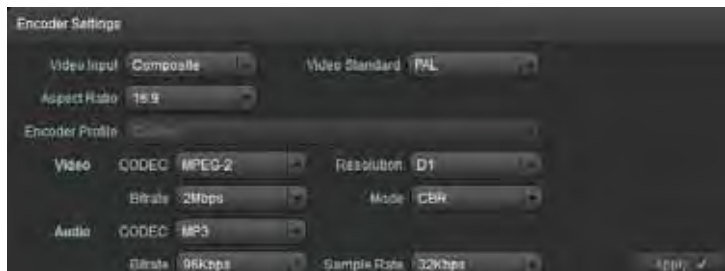 Encoder Settings
Video Input Composite Video Standard PAL
Aspect Ratio 16:9
Encoder Profile
Video CODEC MPEG-2 Resolution D1
Bitrate 2Mbps Mode CBR
Audio CODEC MP3
Bitrate 96Kbps Sample Rate 32Khps
Apply